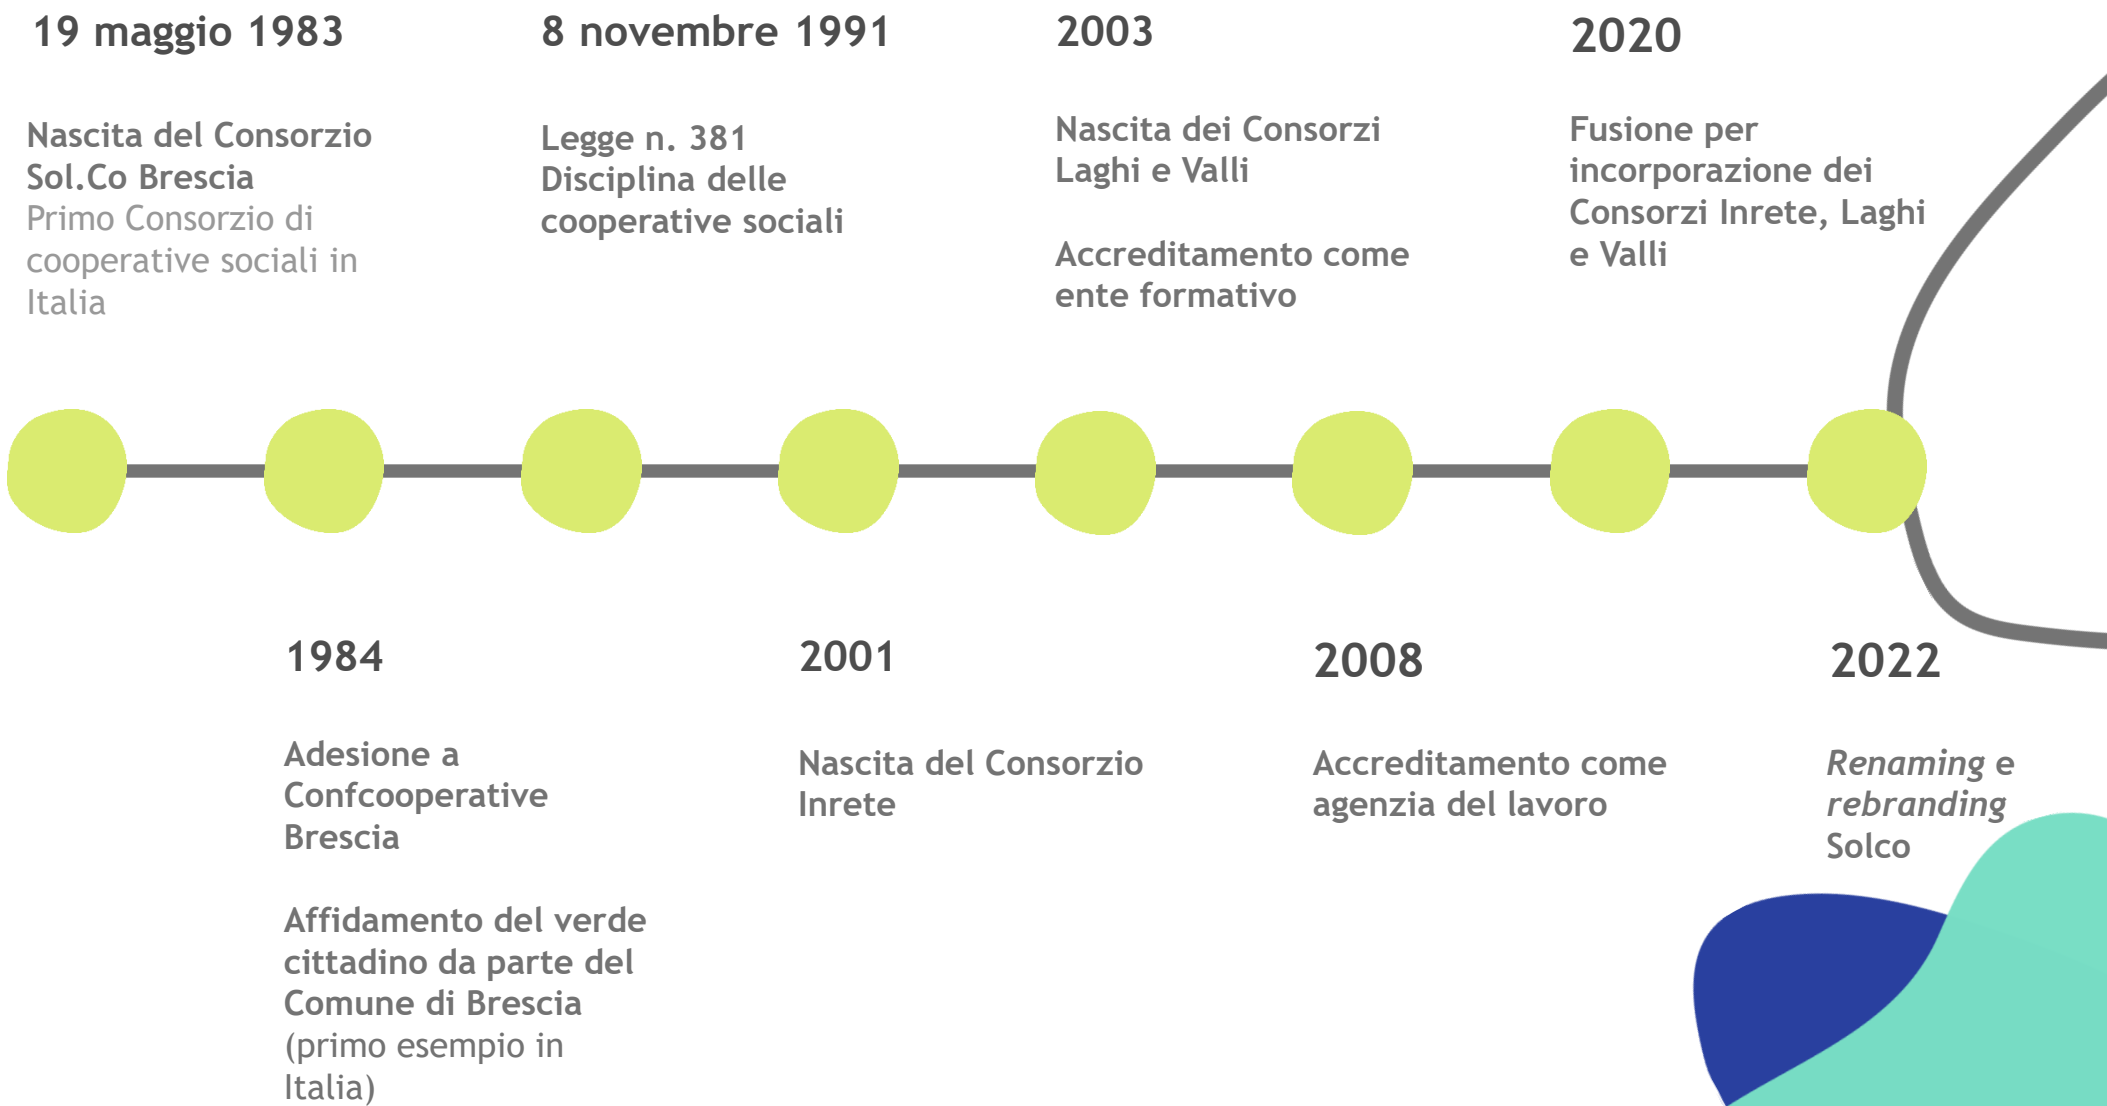 19 maggio 1983
Nascita del Consorzio
Sol.Co Brescia
Primo Consorzio di
cooperative sociali in
Italia
8 novembre 1991
Legge n. 381
Disciplina delle
cooperative sociali
2003
Nascita dei Consorzi
Laghi e Valli
Accreditamento come
ente formativo
2020
Fusione per
incorporazione dei
Consorzi Inrete, Laghi
e Valli
1984
Adesione a
Confcooperative
Brescia
Affidamento del verde
cittadino da parte del
Comune di Brescia
(primo esempio in
Italia)
2001
Nascita del Consorzio
Inrete
2008
Accreditamento come
agenzia del lavoro
2022
Renaming e
rebranding
Solco